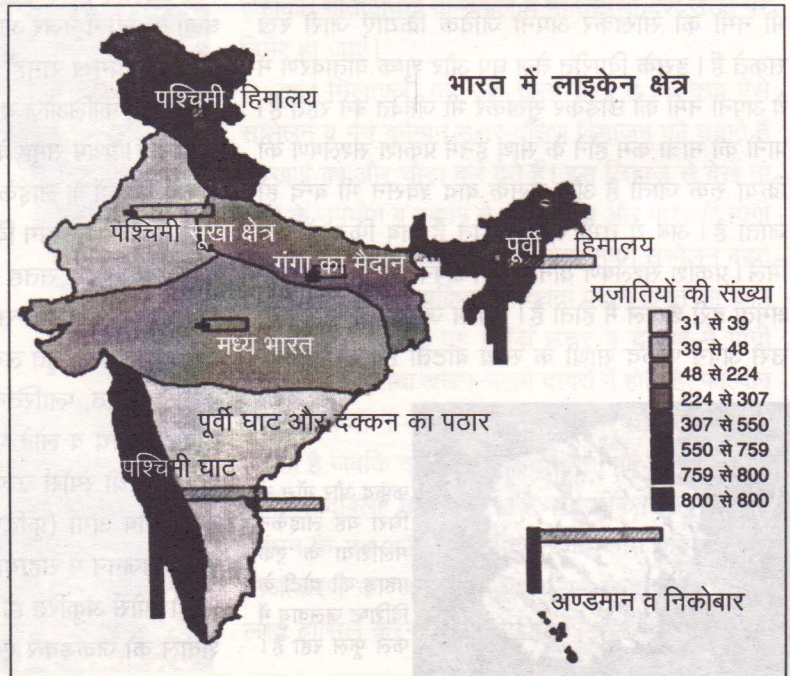 भारत में लाइकेन क्षेत्र
पश्चिमी हिमालय
पश्चिमी सूखा क्षेत्र
गंगा का मैदान
पूर्वी हिमालय
मध्य भारत
पूर्वी घाट और दक्कन का पठार
पश्चिमी घाट
प्रजातियों की संख्या
31 से 39
39 से 48
48 से 224
224 से 307
307 से 550
550 से 759
759 से 800
800 से 800
अण्डमान व निकोबार